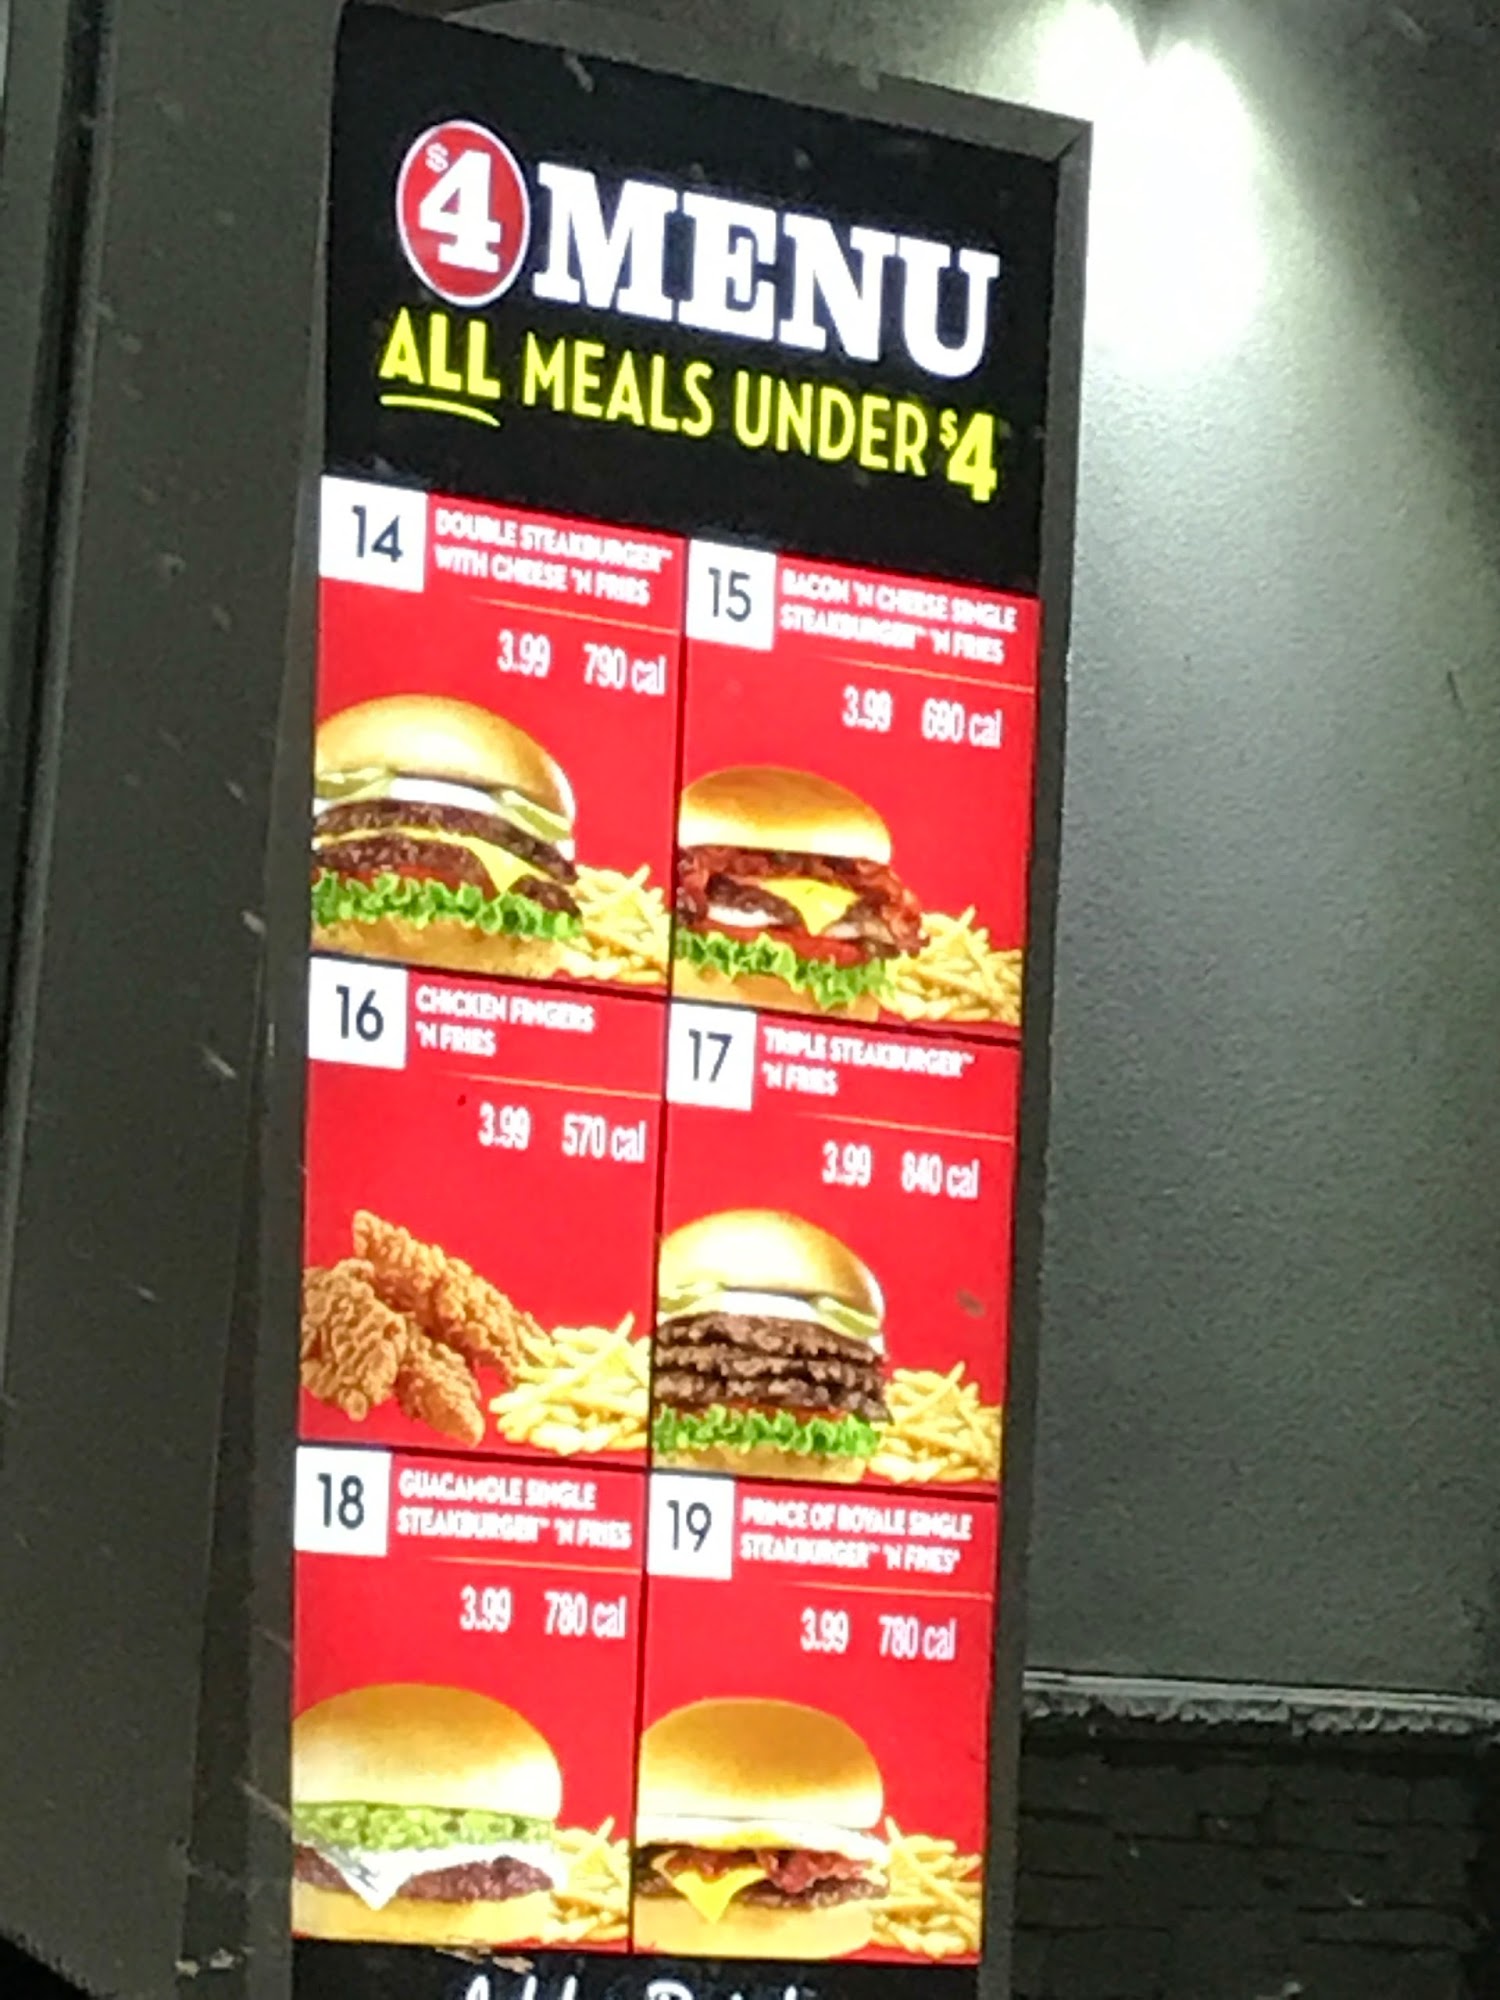 $4 MENU
ALL MEALS UNDER $4
14
DOUBLE STEAKBURGER™
WITH CHEESE 'N FRIES
3.99 790 cal
15
BACON 'N CHEESE SINGLE
STEAKBURGER™ 'N FRIES
3.99 690 cal
16
CHICKEN FINGERS
'N FRIES
3.99 570 cal
17
TRIPLE STEAKBURGER™
'N FRIES
3.99 840 cal
18
GUACAMOLE SINGLE
STEAKBURGER™ 'N FRIES
3.99 780 cal
19
PRINCE OF ROYALE SINGLE
STEAKBURGER™ 'N FRIES
3.99 780 cal